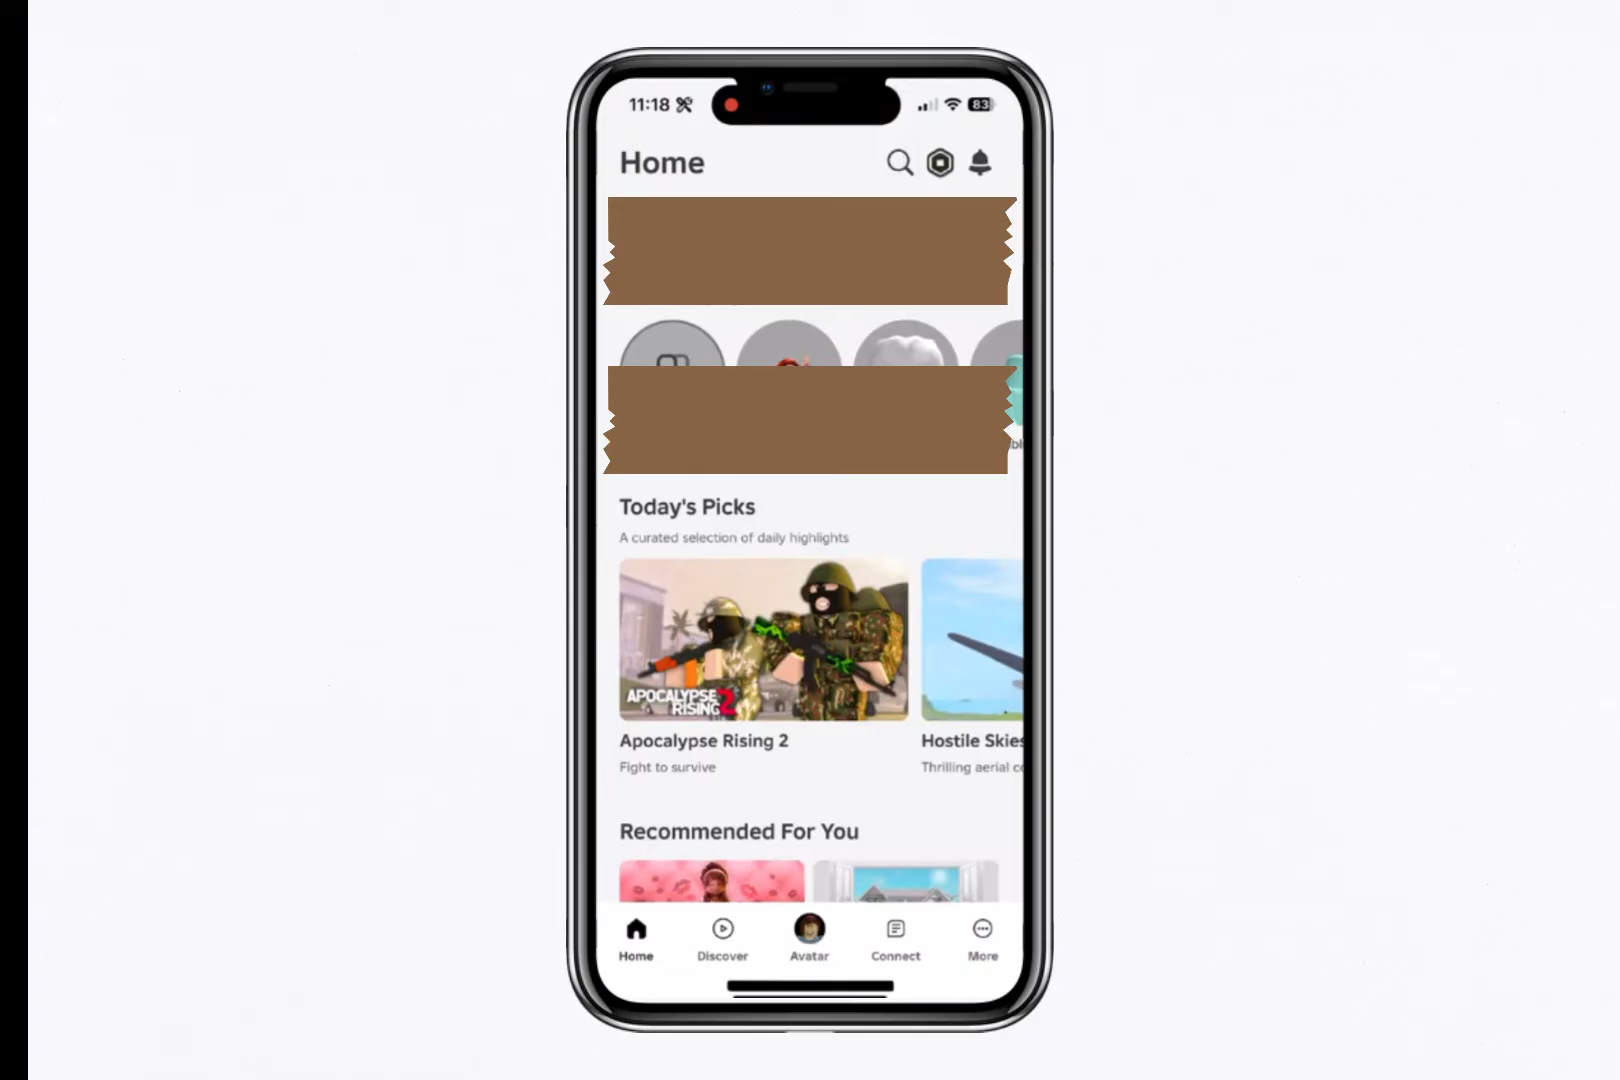 11:18
83
Home
Today's Picks
A curated selection of daily highlights
APOCALYPSE
RISING 2
Apocalypse Rising 2
Hostile Skies
Fight to survive
Thrilling aerial
Recommended For You
Home
Discover
Avatar
Connect
More